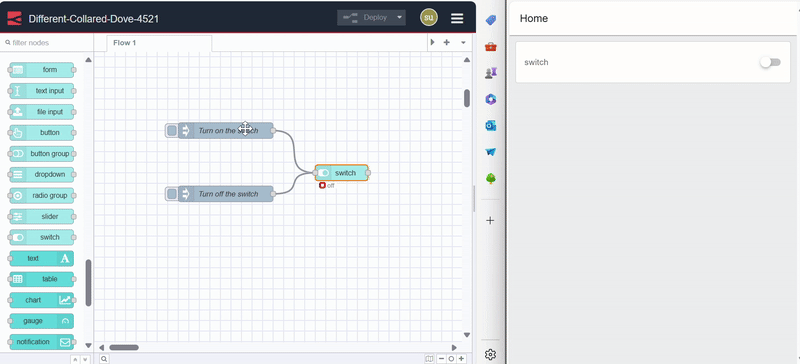 Different-Collared-Dove-4521
Deploy
su
filter nodes
Flow 1
form
text input
file input
button
button group
dropdown
radio group
slider
switch
text
table
chart
gauge
notification
Turn on the switch
Turn off the switch
switch
off
Home
switch